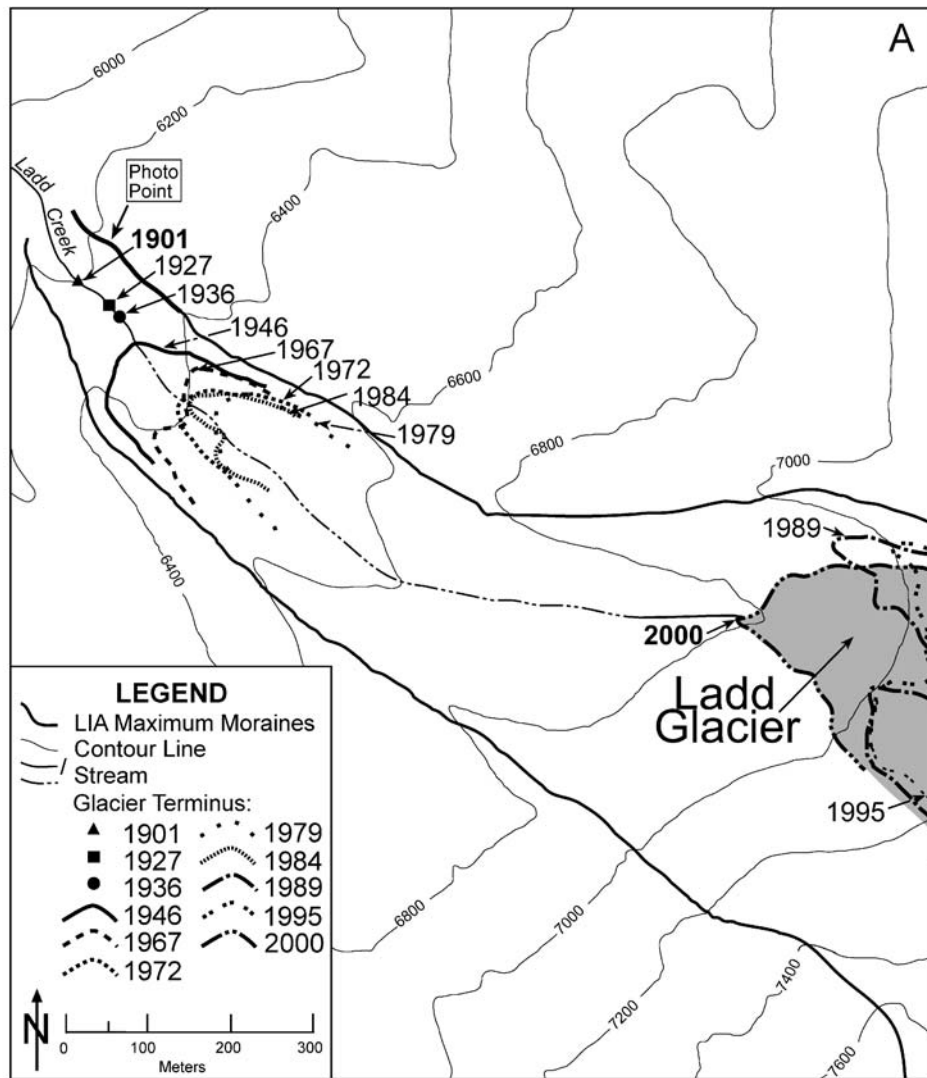 A
6000
6200
Ladd
Creek
Photo
Point
6400
1901
1927
1936
1946
1967
1972
1984
1979
6600
6800
7000
1989
6400
2000
Ladd
Glacier
1995
6800
7000
7200
7400
7600
LEGEND
LIA Maximum Moraines
Contour Line
/ Stream
Glacier Terminus:
1901 1979
1927 1984
1936 1989
1946 1995
1967 2000
1972
N
0 100 200 300
Meters